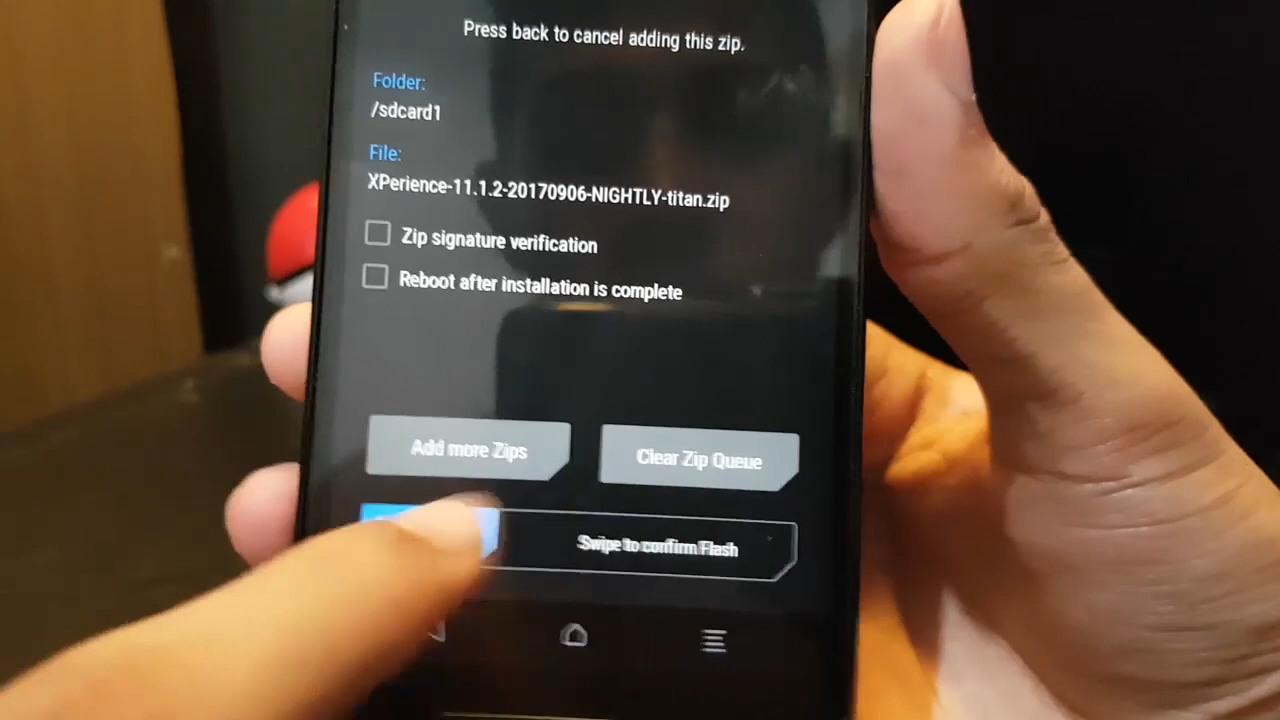 Press back to cancel adding this zip.
Folder:
/sdcard1
File:
XPerience-11.1.2-20170906-NIGHTLY-titan.zip
Zip signature verification
Reboot after installation is complete
Add more Zips
Clear Zip Queue
Swipe to confirm Flash